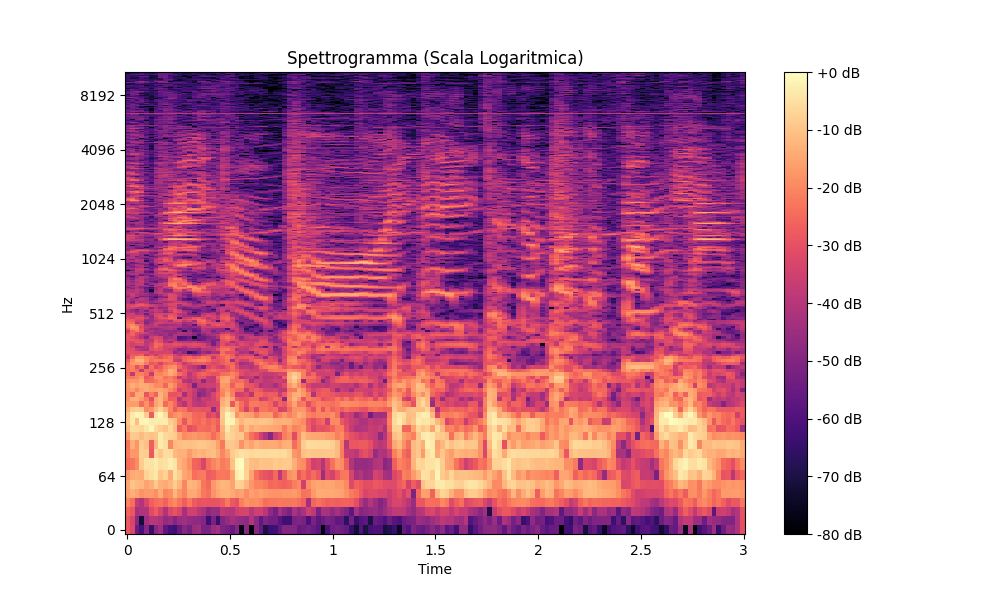 Spettrogramma (Scala Logaritmica)
Hz
8192
4096
2048
1024
512
256
128
64
0
0 0.5 1 1.5 2 2.5 3
Time
+0 dB
-10 dB
-20 dB
-30 dB
-40 dB
-50 dB
-60 dB
-70 dB
-80 dB